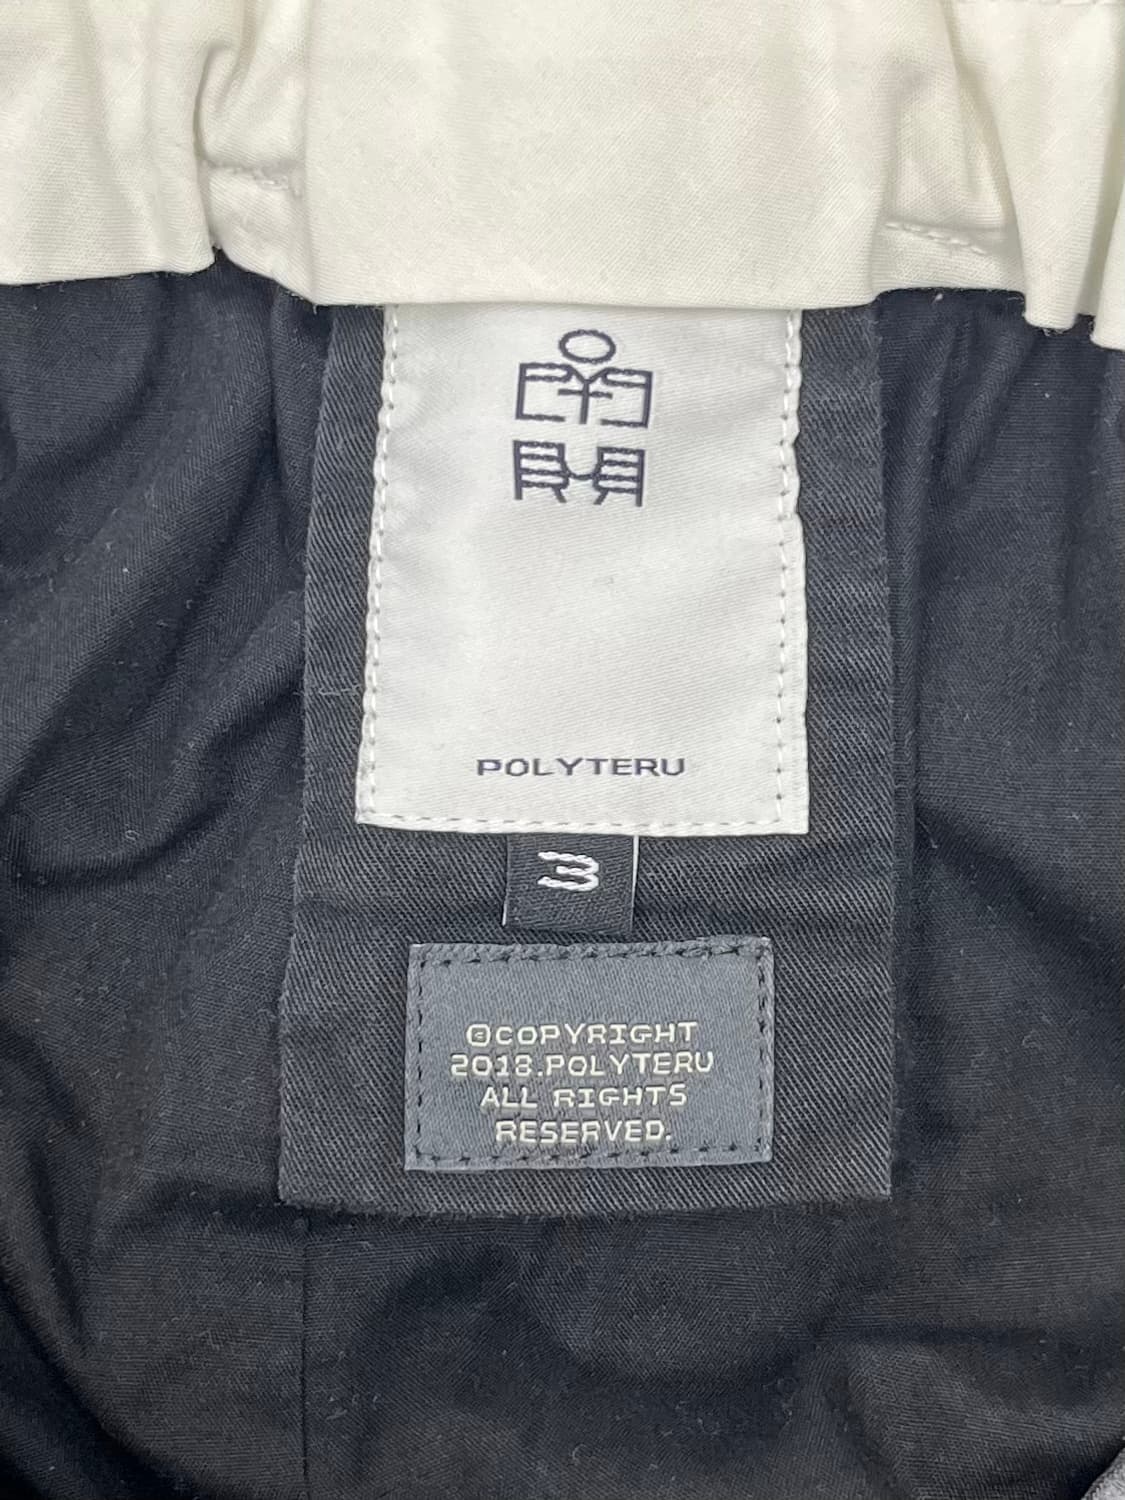 POLYTERU
3
©COPYRIGHT
2018.POLYTERU
ALL RIGHTS
RESERVED.